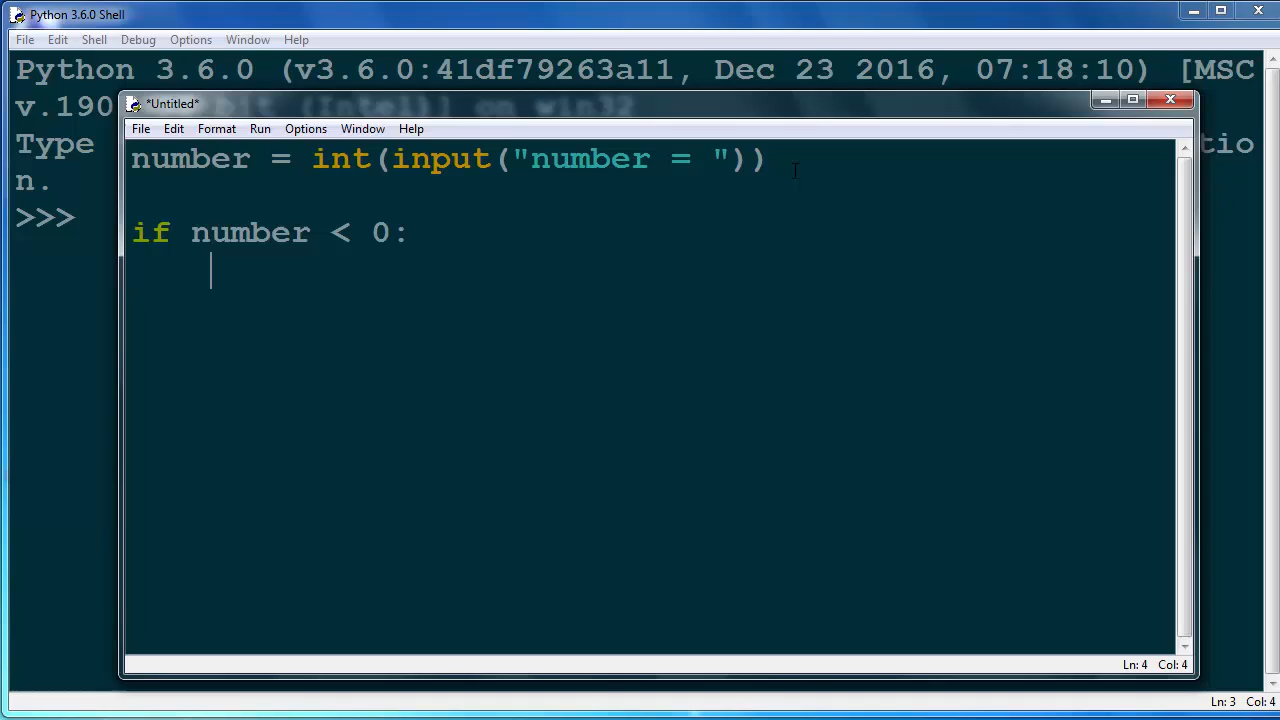 Python 3.6.0 Shell
File Edit Shell Debug Options Window Help
Python 3.6.0 (v3.6.0:41df79263a11, Dec 23 2016, 07:18:10) [MSC
v.190
Type
tio
n.
>>>
*Untitled*
File Edit Format Run Options Window Help
number = int(input("number = "))
if number < 0:
Ln: 4 Col: 4
Ln: 3 Col: 4